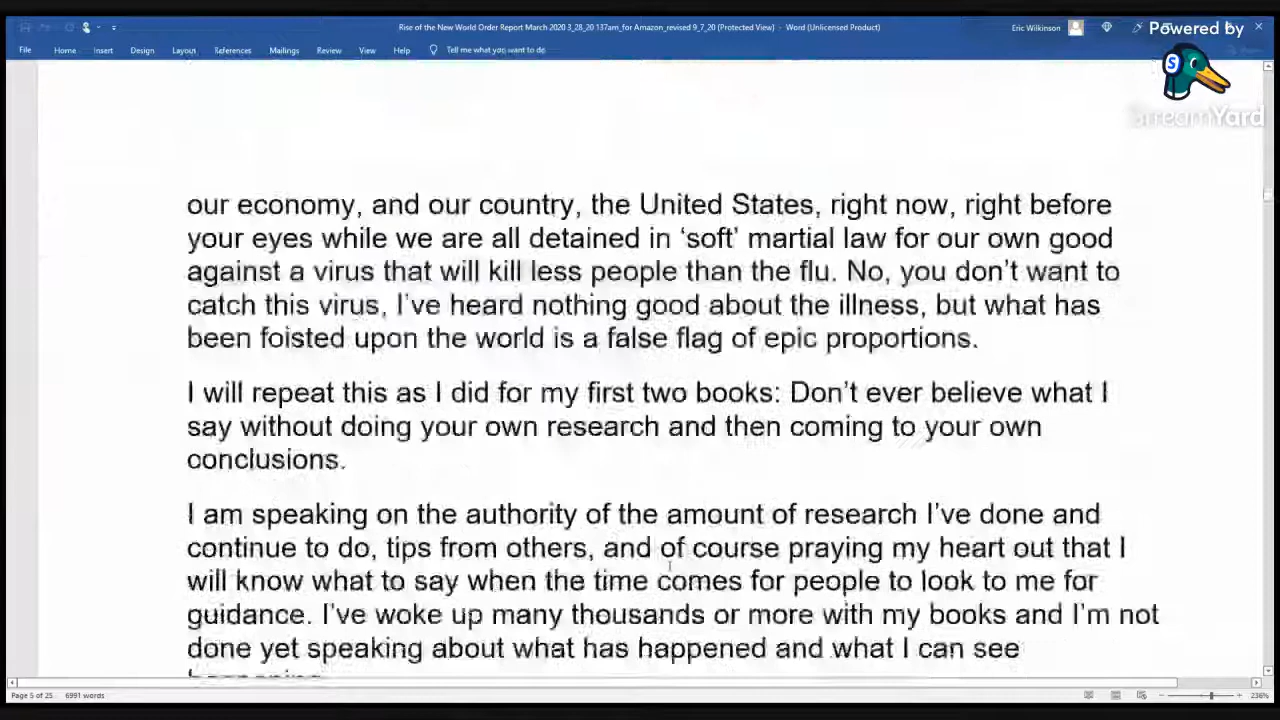 Rise of the New World Order Report March 2020 3_28_20 137am_for Amazon_revised 9_7_20 (Protected View) - Word (Unlicensed Product)
Eric Wilkinson
Powered by
File Home Insert Design Layout References Mailings Review View Help Tell me what you want to do
StreamYard
our economy, and our country, the United States, right now, right before
your eyes while we are all detained in ‘soft’ martial law for our own good
against a virus that will kill less people than the flu. No, you don’t want to
catch this virus, I’ve heard nothing good about the illness, but what has
been foisted upon the world is a false flag of epic proportions.
I will repeat this as I did for my first two books: Don’t ever believe what I
say without doing your own research and then coming to your own
conclusions.
I am speaking on the authority of the amount of research I’ve done and
continue to do, tips from others, and of course praying my heart out that I
will know what to say when the time comes for people to look to me for
guidance. I’ve woke up many thousands or more with my books and I’m not
done yet speaking about what has happened and what I can see
Page 5 of 25 6991 words
236%